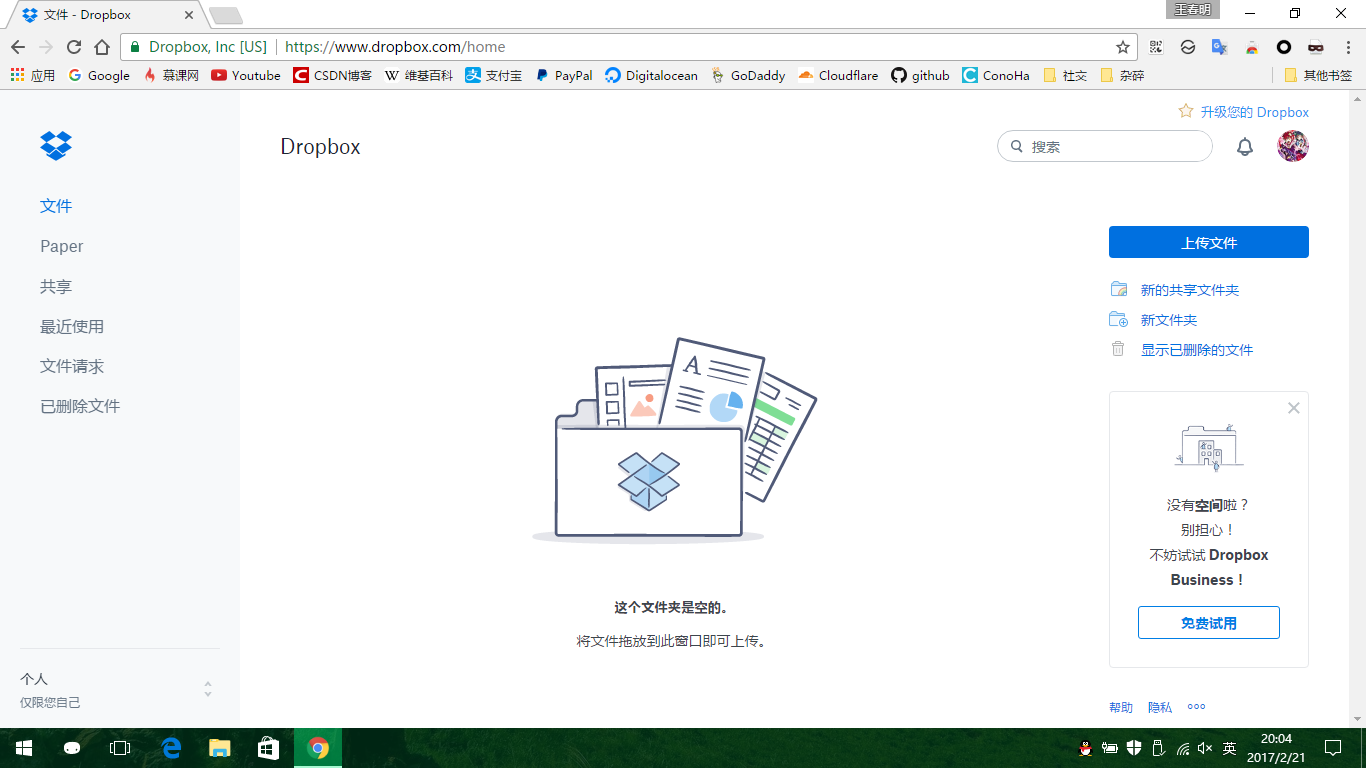 文件 - Dropbox
王春明
Dropbox, Inc [US] | https://www.dropbox.com/home
应用 Google 慕课网 Youtube CSDN博客 维基百科 支付宝 PayPal Digitalocean GoDaddy Cloudflare github ConoHa 社交 杂碎 其他书签
升级您的 Dropbox
Dropbox
搜索
文件
Paper
共享
最近使用
文件请求
已删除文件
上传文件
新的共享文件夹
新文件夹
显示已删除的文件
没有空间啦？
别担心！
不妨试试 Dropbox
Business！
免费试用
A
这个文件夹是空的。
将文件拖放到此窗口即可上传。
个人
仅限您自己
帮助 隐私
英
20:04
2017/2/21